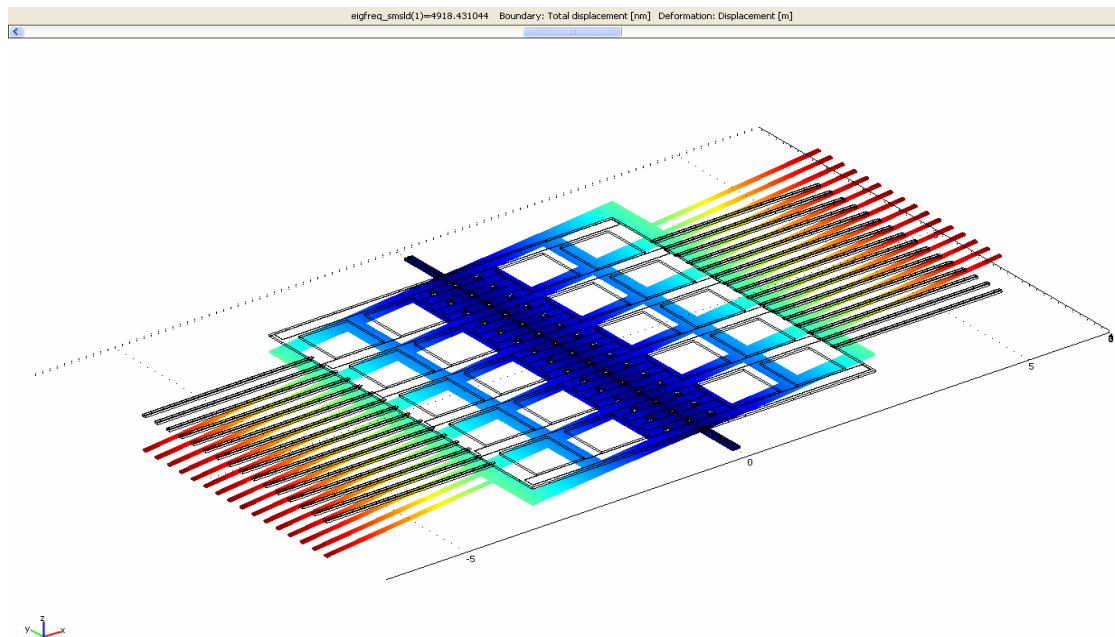 eigfreq_smsld(1)=4918.431044 Boundary: Total displacement [nm] Deformation: Displacement [m]
5
0
-5
z
y x